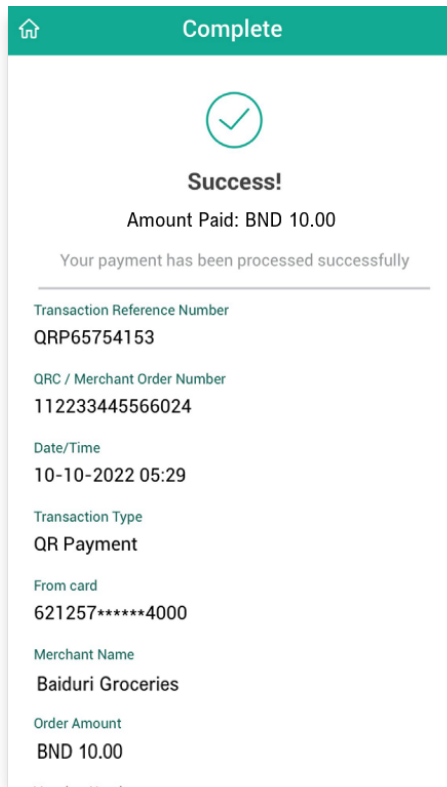 Complete
Success!
Amount Paid: BND 10.00
Your payment has been processed successfully
Transaction Reference Number
QRP65754153
QRC / Merchant Order Number
112233445566024
Date/Time
10-10-2022 05:29
Transaction Type
QR Payment
From card
621257******4000
Merchant Name
Baiduri Groceries
Order Amount
BND 10.00